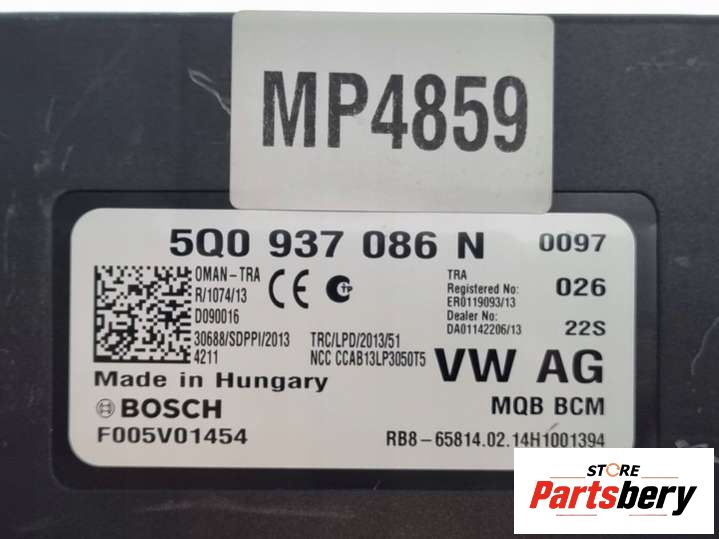 MP4859
5Q0 937 086 N 0097
OMAN-TRA
R/1074/13
D090016
CE
TP
TRA
Registered No:
ER0119093/13
Dealer No:
DA01142206/13
026
22S
30688/SDPPI/2013
4211
TRC/LPD/2013/51
NCC CCAB13LP3050T5
VW AG
Made in Hungary
BOSCH
MQB BCM
F005V01454
RB8-65814.02.14H1001394
STORE
Partsbery